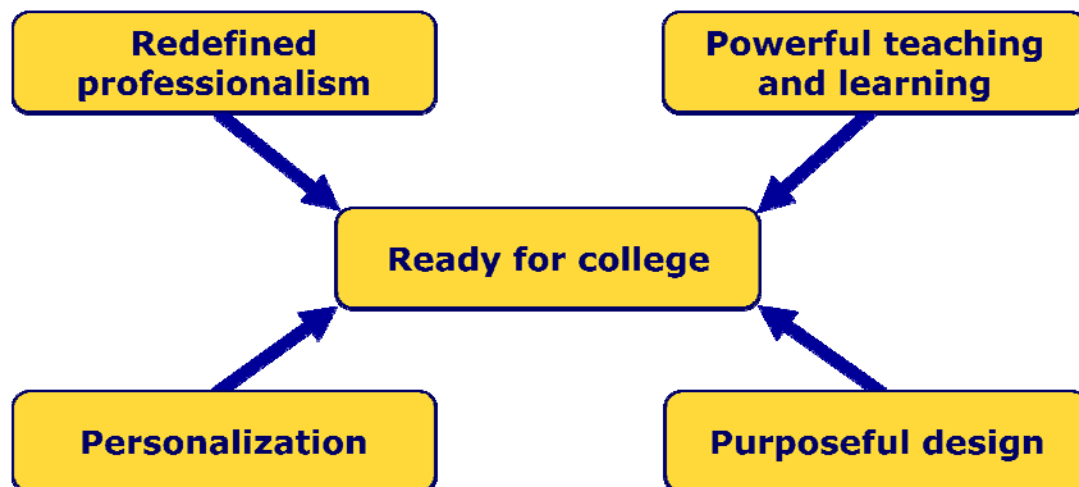 Redefined
professionalism
Powerful teaching
and learning
Ready for college
Personalization
Purposeful design